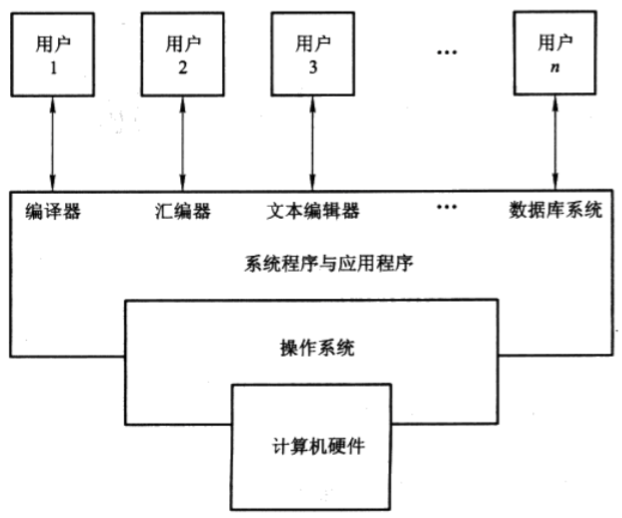 用户 用户 用户 … 用户
1 2 3 n
编译器 汇编器 文本编辑器 … 数据库系统
系统程序与应用程序
操作系统
计算机硬件